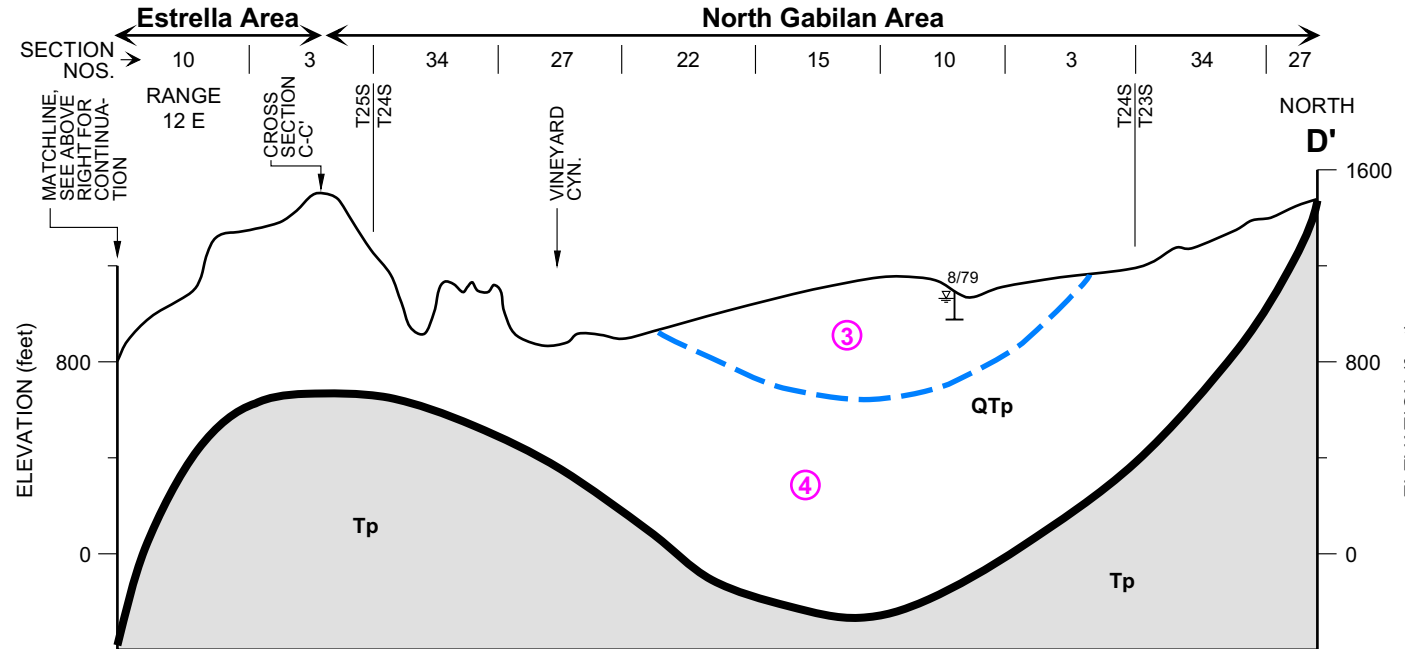 Estrella Area
North Gabilan Area
SECTION
NOS.
10 3 34 27 22 15 10 3 34 27
RANGE
12 E
MATCHLINE,
SEE ABOVE
RIGHT FOR
CONTINUA-
TION
CROSS
SECTION
C-C'
T25S
T24S
VINEYARD
CYN.
T24S
T23S
NORTH
D'
1600
8/79
3
800
800
QTp
ELEVATION (feet)
4
Tp
0
0
Tp